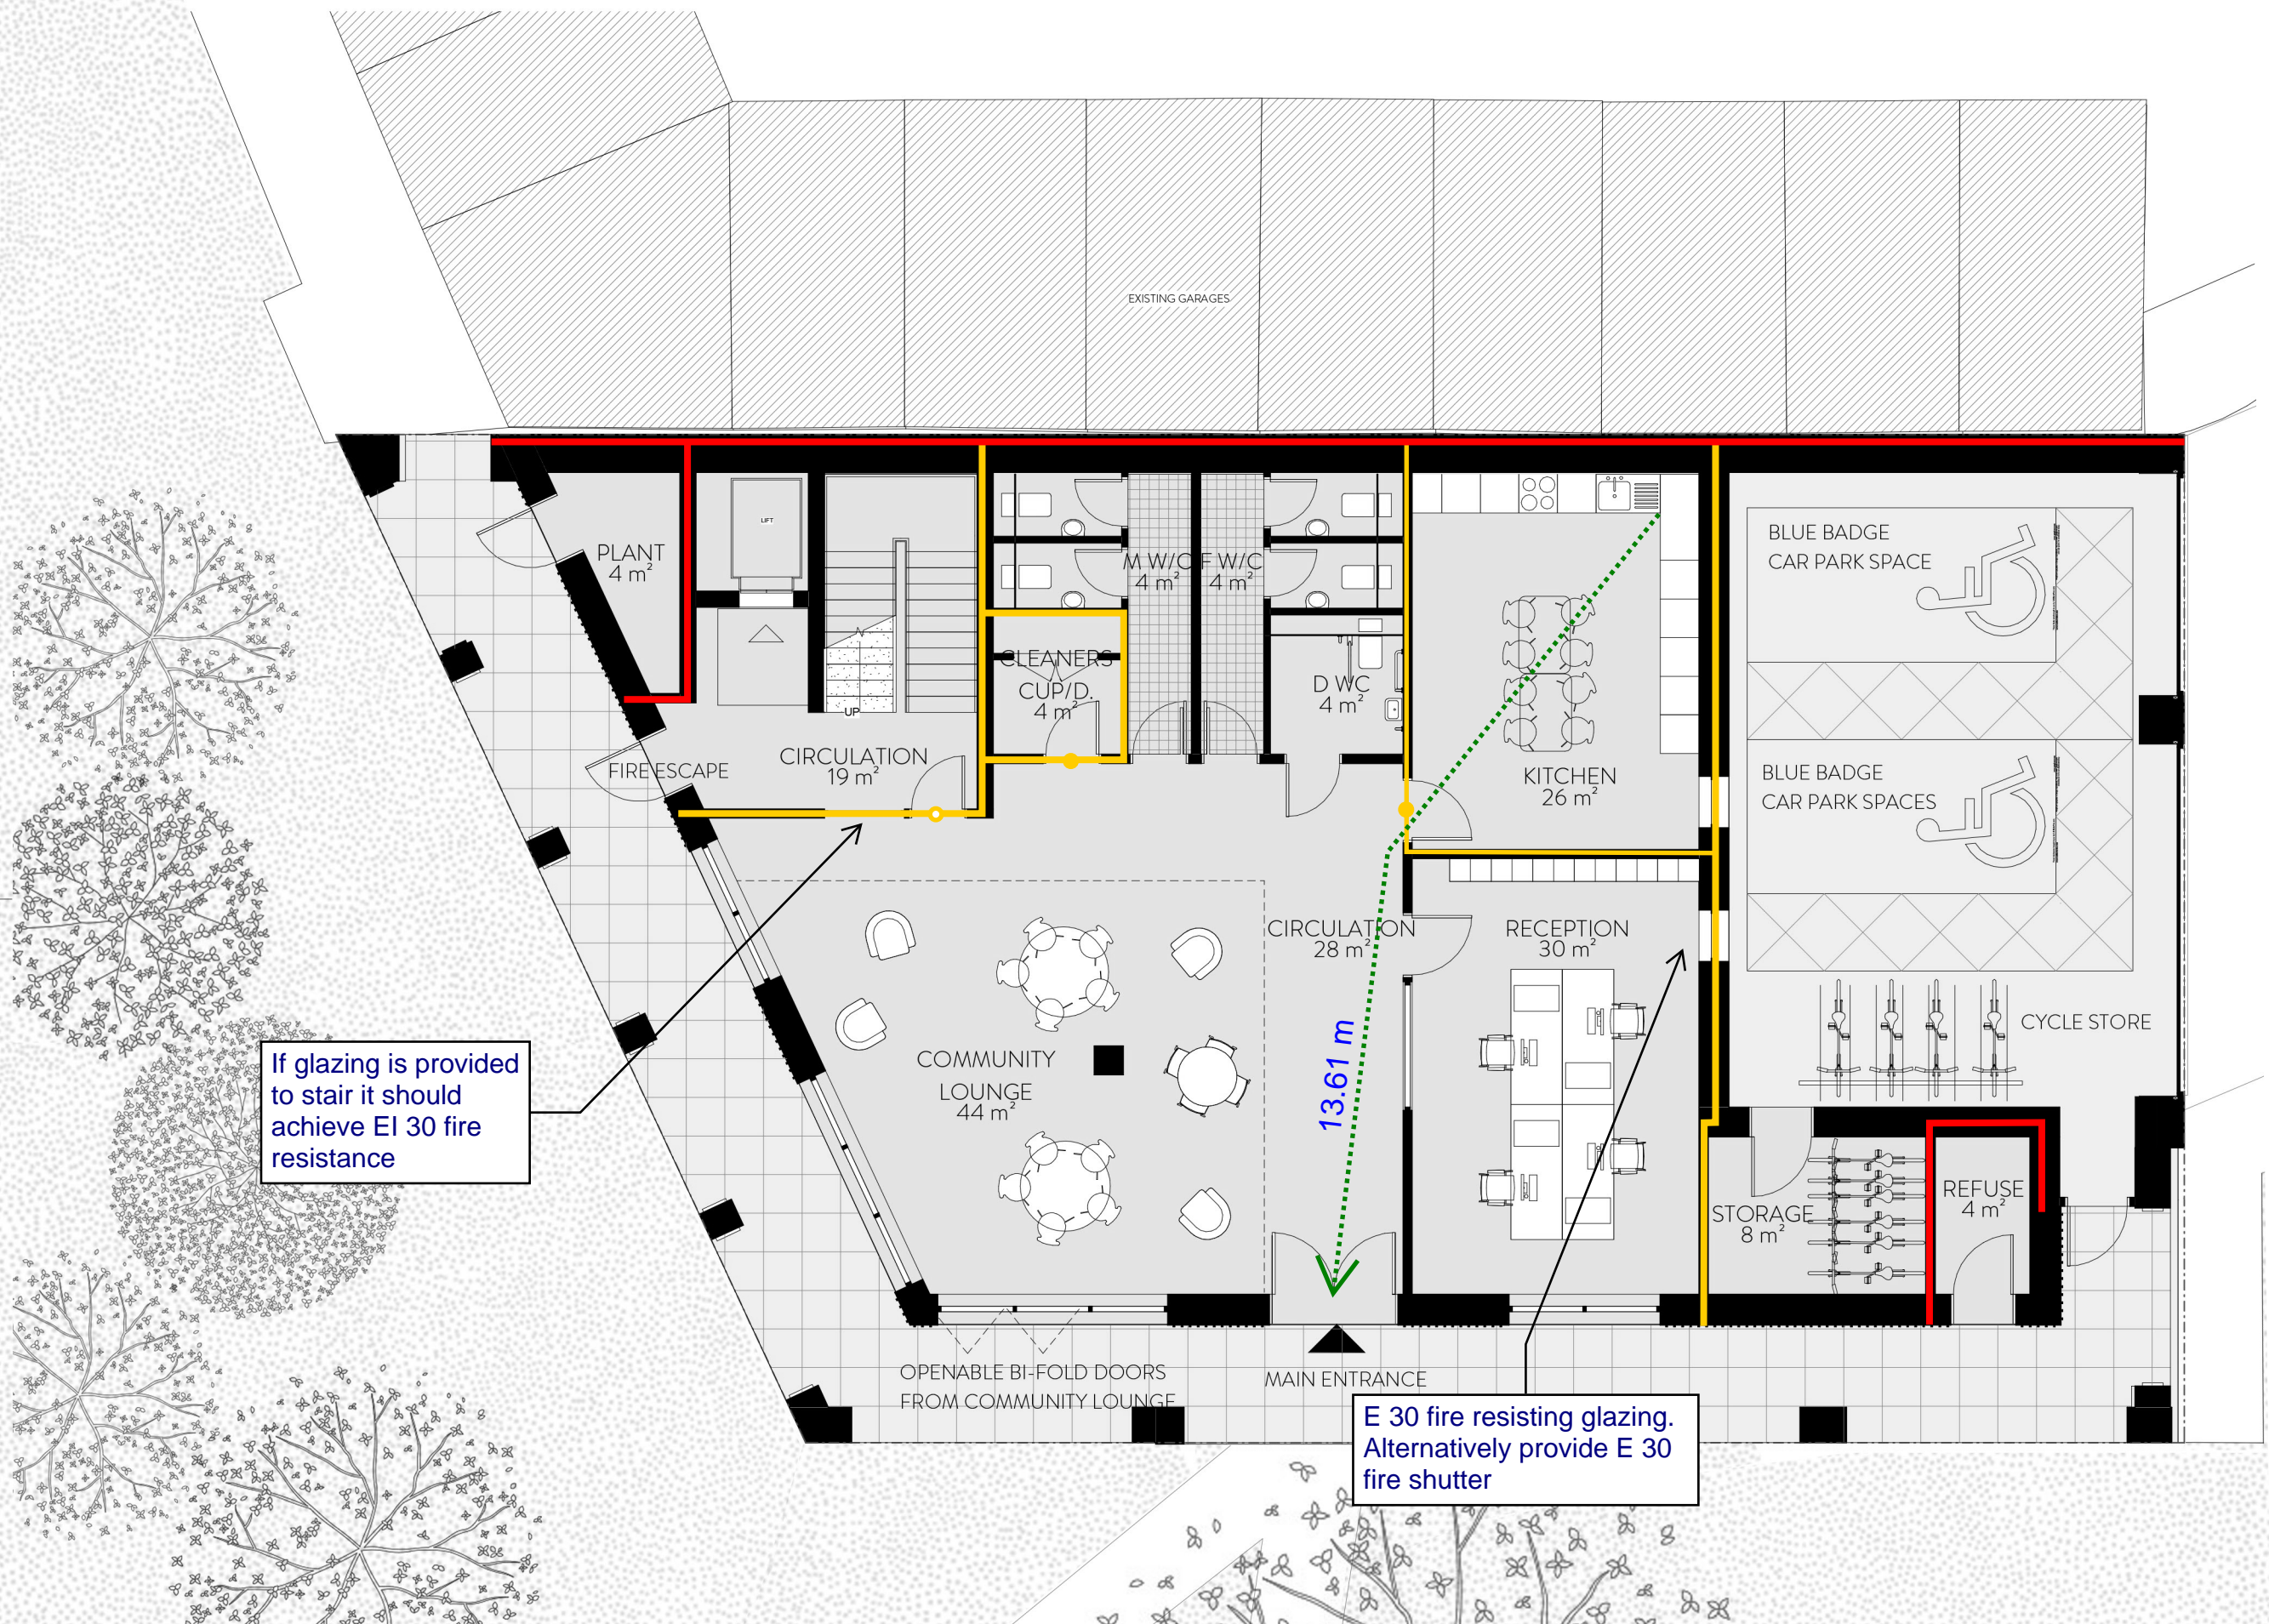 EXISTING GARAGES
LIFT
PLANT
4 m²
M W/C
4 m²
F W/C
4 m²
BLUE BADGE
CAR PARK SPACE
CLEANERS
CUP/D.
4 m²
D WC
4 m²
UP
CIRCULATION
19 m²
FIRE ESCAPE
KITCHEN
26 m²
BLUE BADGE
CAR PARK SPACES
CIRCULATION
28 m²
RECEPTION
30 m²
CYCLE STORE
COMMUNITY
LOUNGE
44 m²
13.61 m
If glazing is provided
to stair it should
achieve EI 30 fire
resistance
STORAGE
8 m²
REFUSE
4 m²
OPENABLE BI-FOLD DOORS
FROM COMMUNITY LOUNGE
MAIN ENTRANCE
E 30 fire resisting glazing.
Alternatively provide E 30
fire shutter